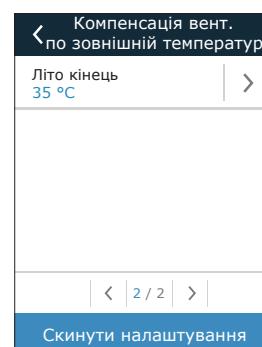 Компенсація вент.
по зовнішній температур
Літо кінець
35 °C
2 / 2
Скинути налаштування